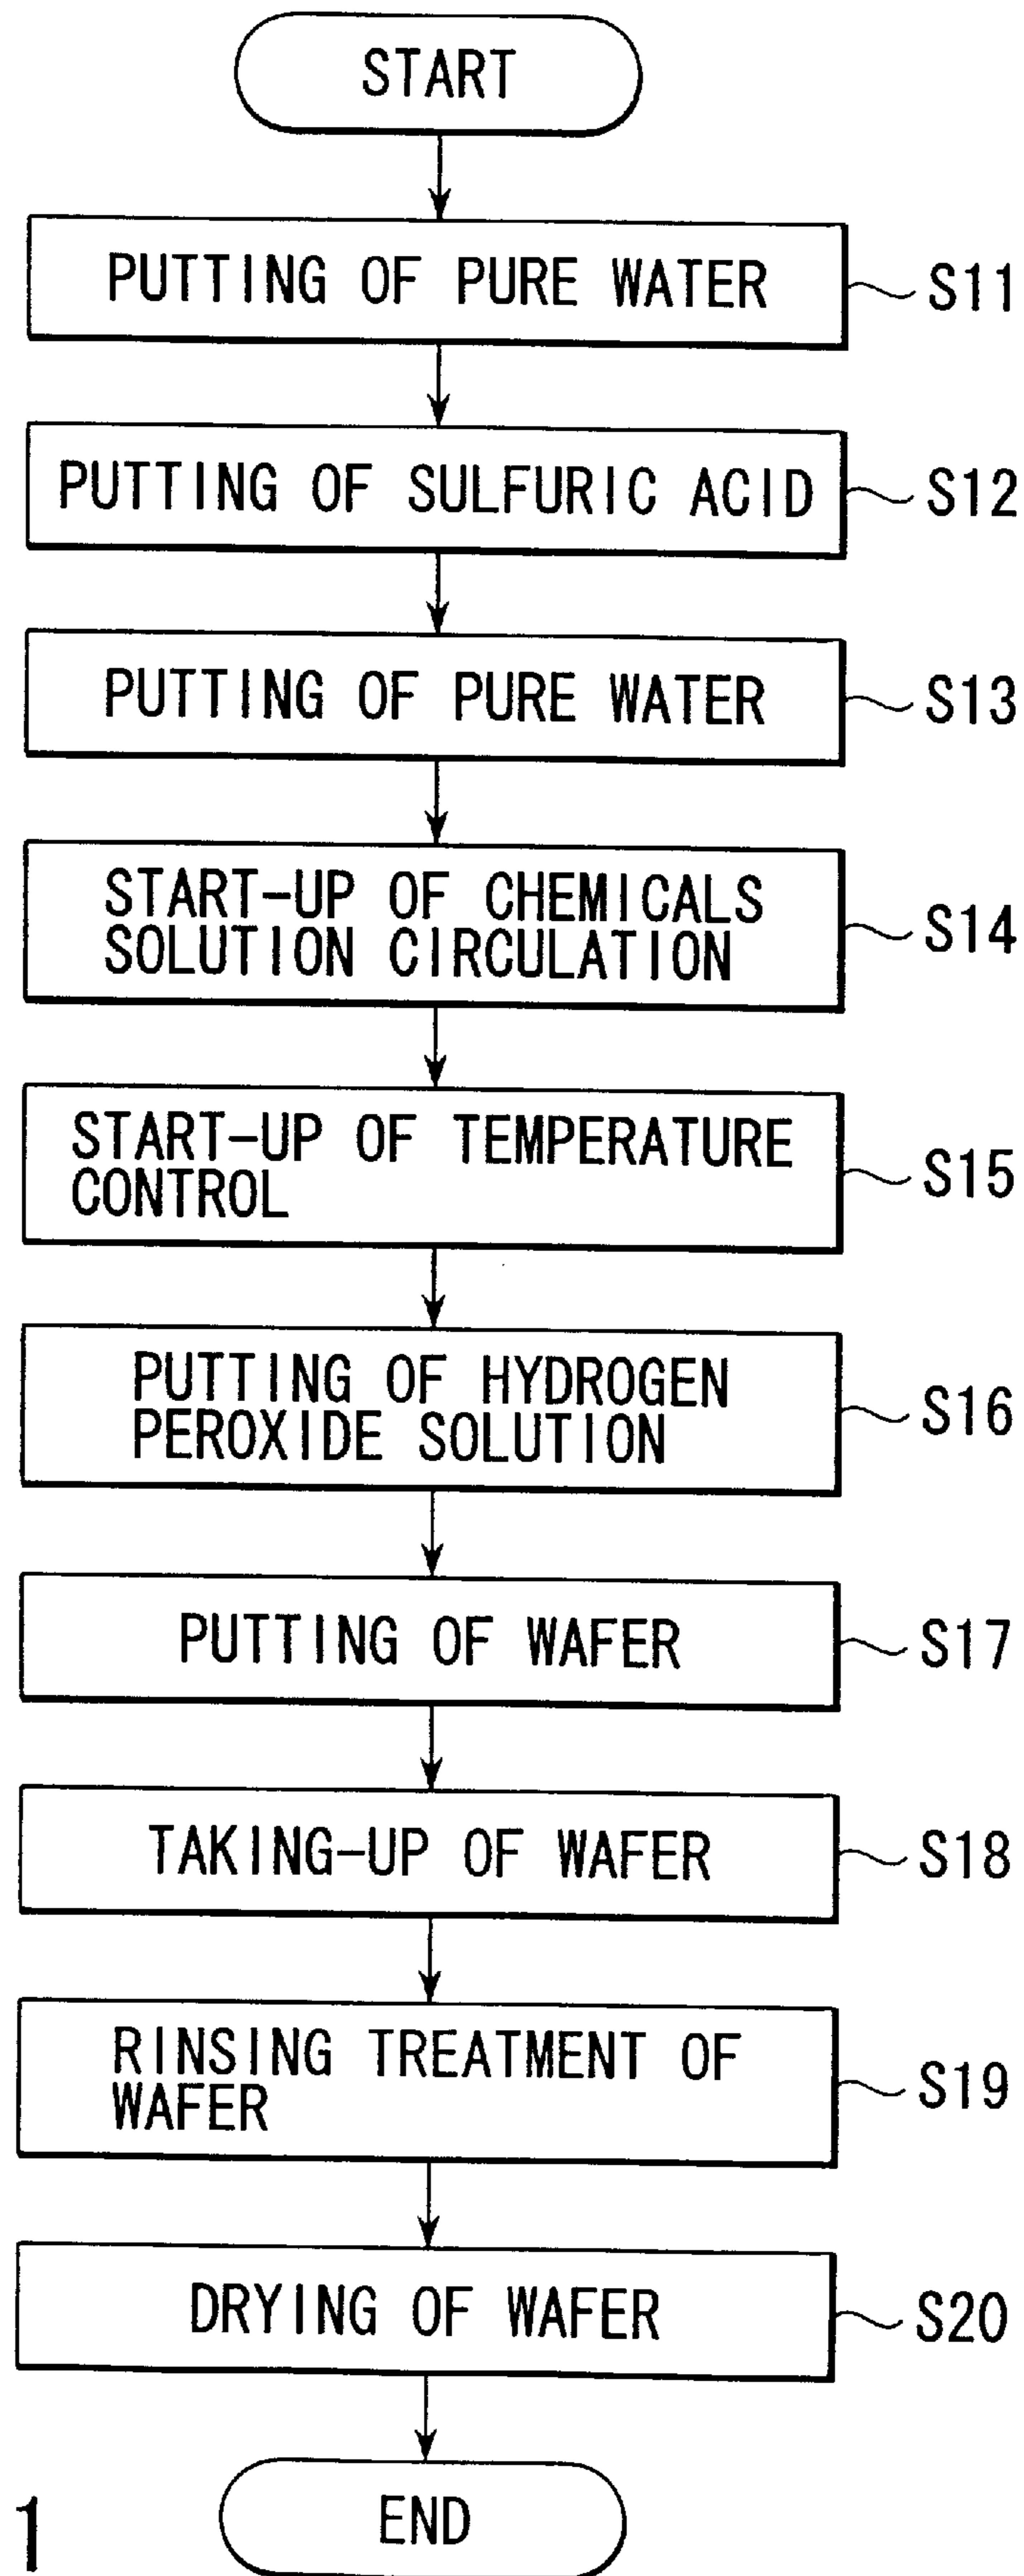 START
PUTTING OF PURE WATER
S11
PUTTING OF SULFURIC ACID
S12
PUTTING OF PURE WATER
S13
START-UP OF CHEMICALS
SOLUTION CIRCULATION
S14
START-UP OF TEMPERATURE
CONTROL
S15
PUTTING OF HYDROGEN
PEROXIDE SOLUTION
S16
PUTTING OF WAFER
S17
TAKING-UP OF WAFER
S18
RINSING TREATMENT OF
WAFER
S19
DRYING OF WAFER
S20
END
1